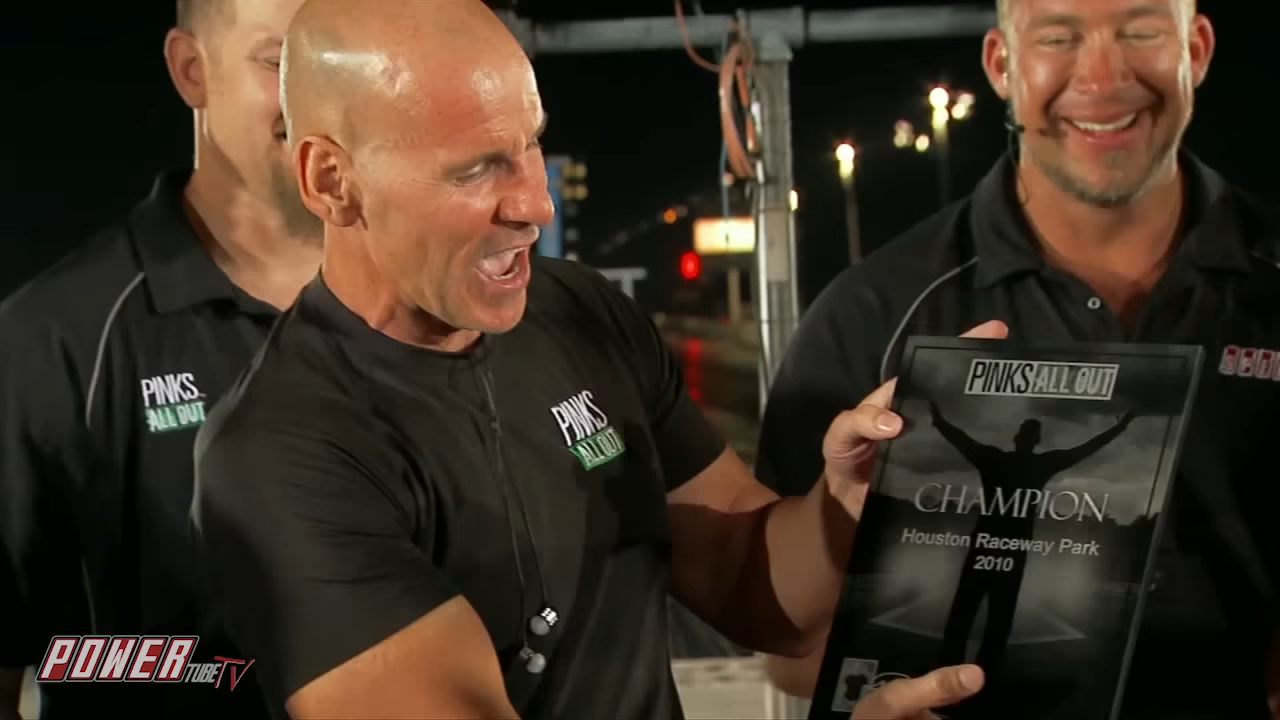 PINKS
ALL OUT
PINKS
ALL OUT
PINKS ALL OUT
CHAMPION
Houston Raceway Park
2010
POWER TUBE TV